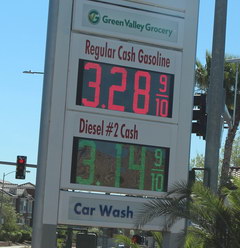 Green Valley Grocery
Regular Cash Gasoline
3.28 9/10
Diesel #2 Cash
3.14 9/10
Car Wash